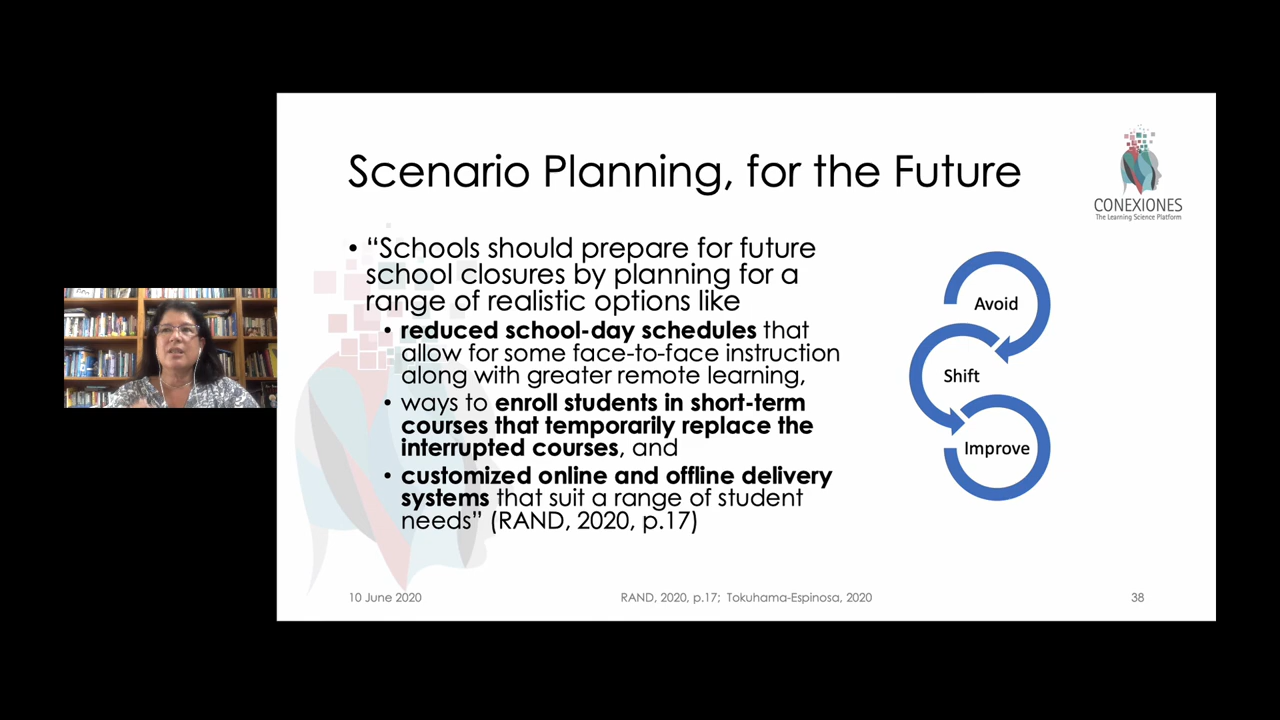 Scenario Planning, for the Future
CONEXIONES
The Learning Science Platform
• “Schools should prepare for future
school closures by planning for a
range of realistic options like
• reduced school-day schedules that
allow for some face-to-face instruction
along with greater remote learning,
• ways to enroll students in short-term
courses that temporarily replace the
interrupted courses, and
• customized online and offline delivery
systems that suit a range of student
needs” (RAND, 2020, p.17)
Avoid
Shift
Improve
10 June 2020
RAND, 2020, p.17; Tokuhama-Espinosa, 2020
38